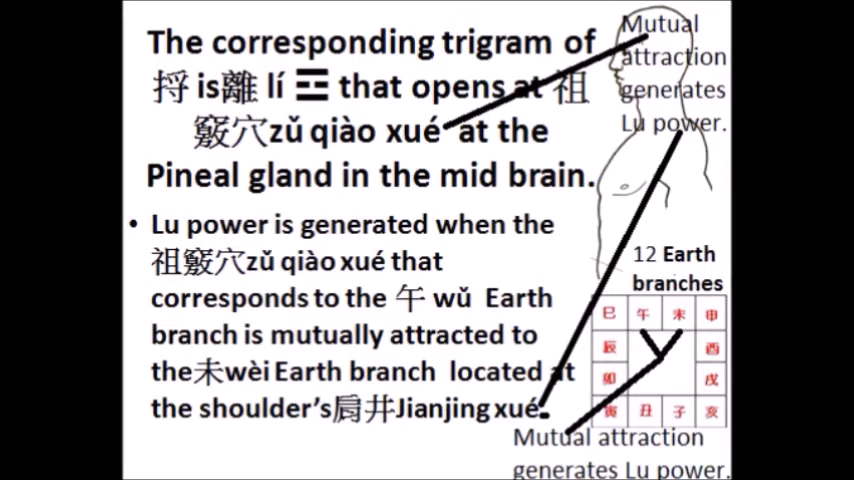 The corresponding trigram of
捋 is離 lí ☲ that opens at 祖
竅穴zǔ qiào xué at the
Pineal gland in the mid brain.
• Lu power is generated when the
祖竅穴zǔ qiào xué that
corresponds to the 午 wǔ Earth
branch is mutually attracted to
the未wèi Earth branch located at
the shoulder's肩井Jianjing xué.
Mutual
attraction
generates
Lu power.
12 Earth
branches
巳 午 未 申
辰 酉
卯 戌
寅 丑 子 亥
Mutual attraction
generates Lu power.